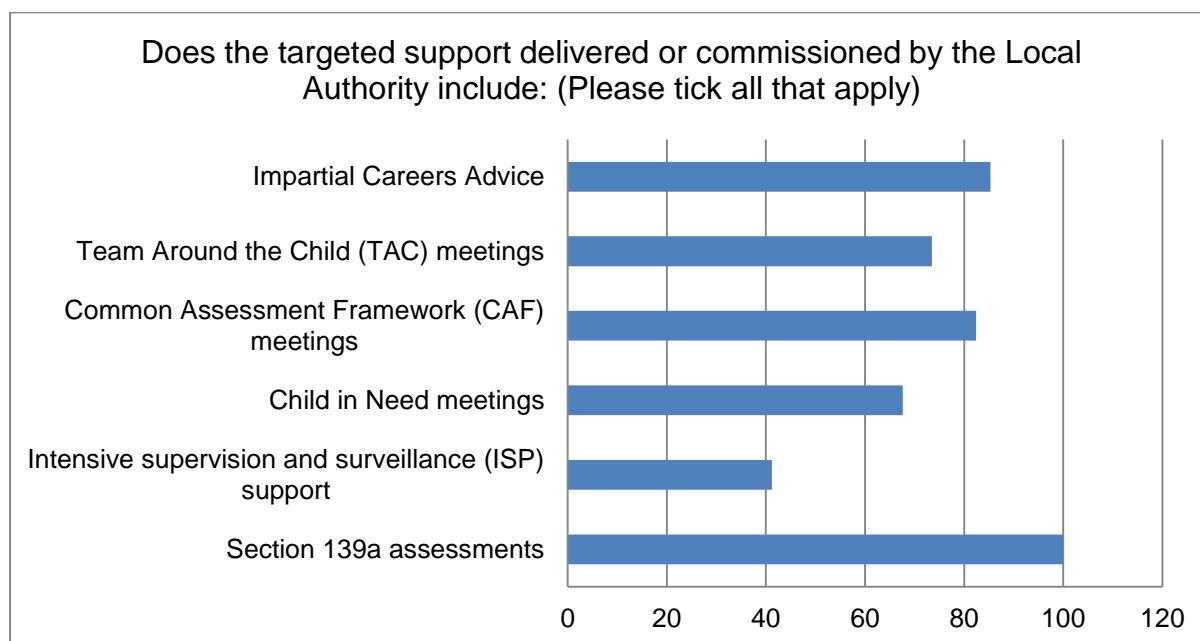 Does the targeted support delivered or commissioned by the Local
Authority include: (Please tick all that apply)
Impartial Careers Advice
Team Around the Child (TAC) meetings
Common Assessment Framework (CAF)
meetings
Child in Need meetings
Intensive supervision and surveillance (ISP)
support
Section 139a assessments
0 20 40 60 80 100 120